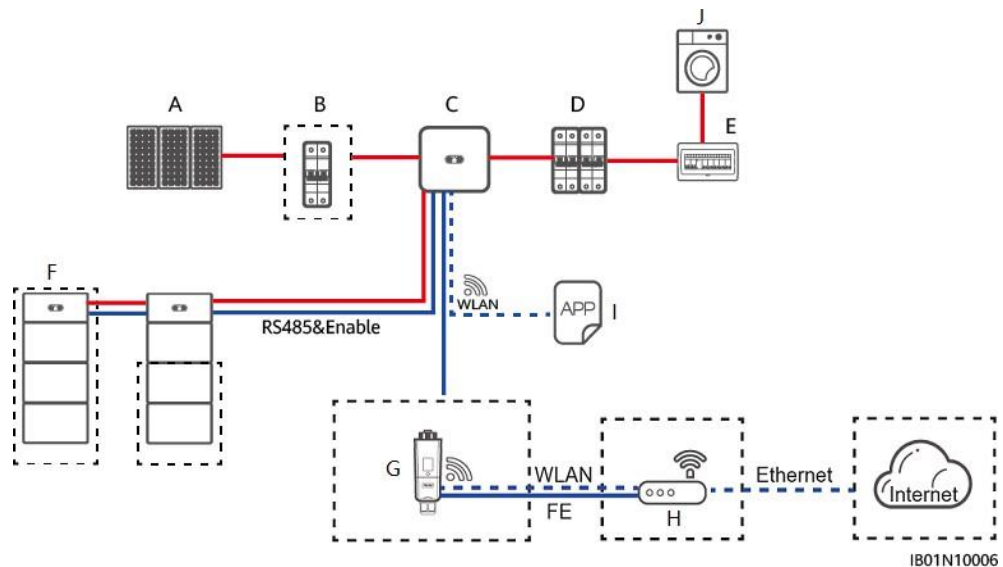 J
A
B
C
D
E
F
WLAN
APP
I
RS485&Enable
G
WLAN
Ethernet
Internet
FE
H
IB01N10006